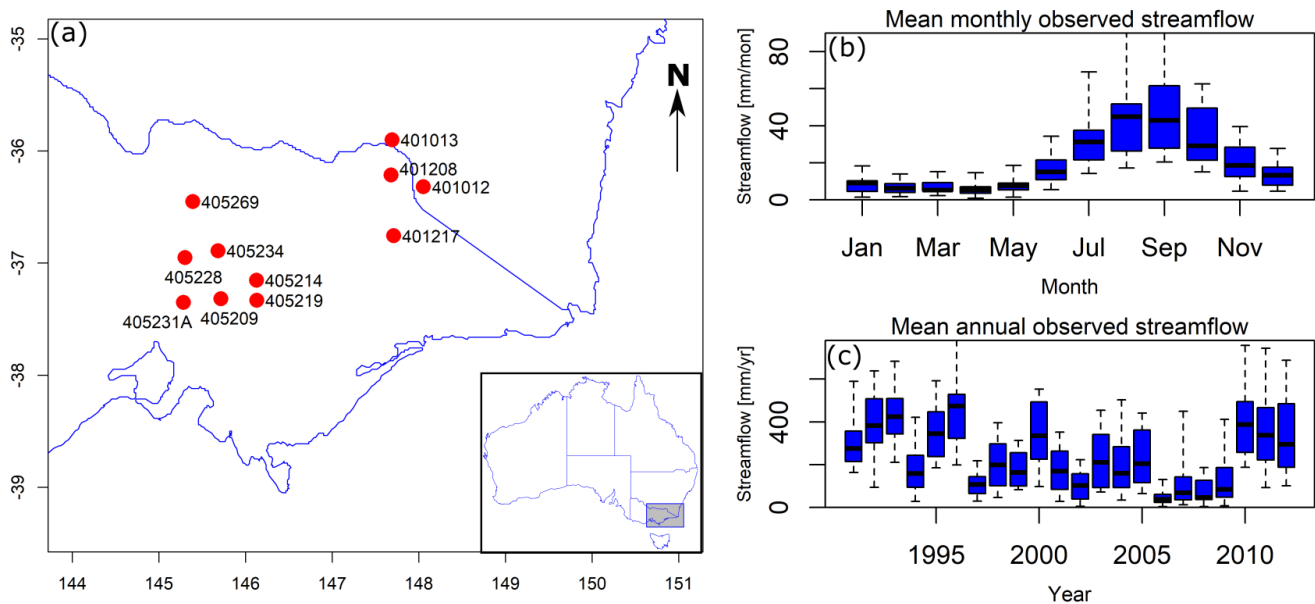 (a)
-35
-36
-37
-38
-39
N
401013
401208
401012
405269
401217
405234
405228
405214
405219
405231A
405209
144 145 146 147 148 149 150 151
Mean monthly observed streamflow
(b)
Streamflow [mm/mon]
0 40 80
Jan Mar May Jul Sep Nov
Month
Mean annual observed streamflow
(c)
Streamflow [mm/yr]
0 400
1995 2000 2005 2010
Year